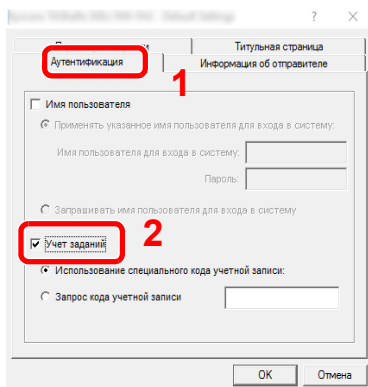 ? ×
Титульная страница
Аутентификация
Информация об отправителе
1
Имя пользователя
Применять указанное имя пользователя для входа в систему:
Имя пользователя для входа в систему:
Пароль:
Запрашивать имя пользователя для входа в систему
Учет заданий
2
Использование специального кода учетной записи:
Запрос кода учетной записи
OK Отмена